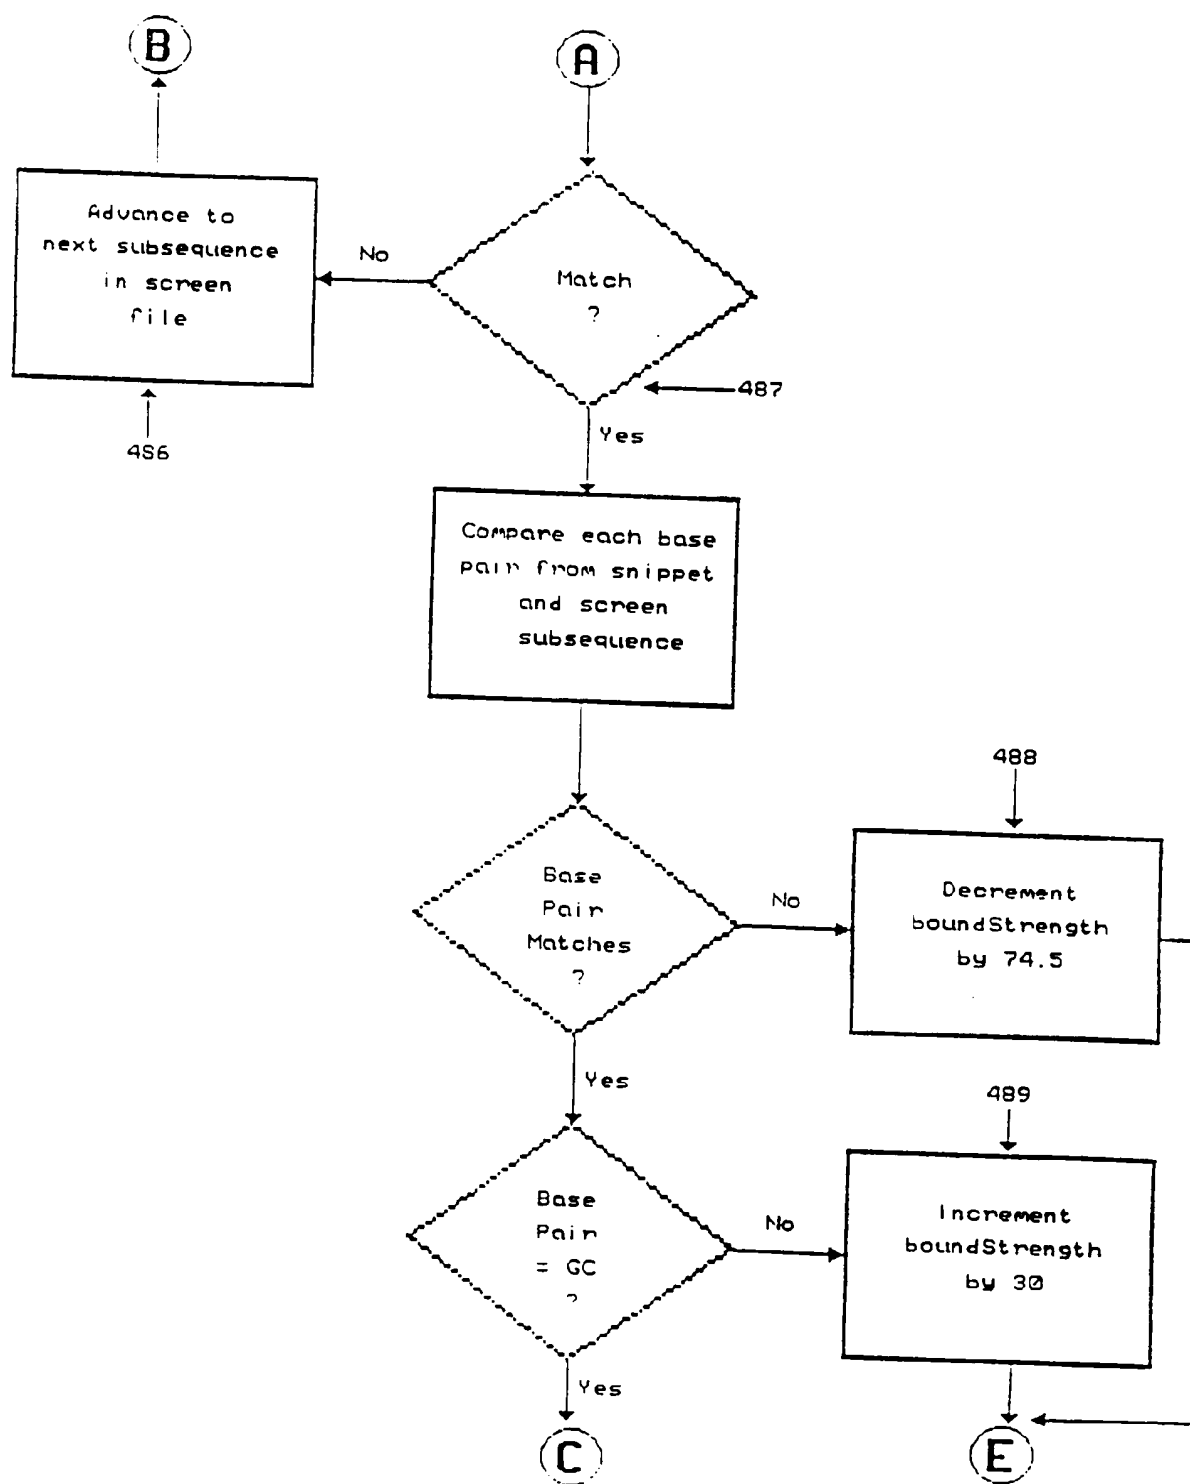 B
A
Advance to
next subsequence
in screen
file
No
Match
?
487
486
Yes
Compare each base
pair from snippet
and screen
subsequence
488
Base
Pair
Matches
?
No
Decrement
boundStrength
by 74.5
Yes
489
Base
Pair
= GC
?
No
Increment
boundStrength
by 30
Yes
C
E